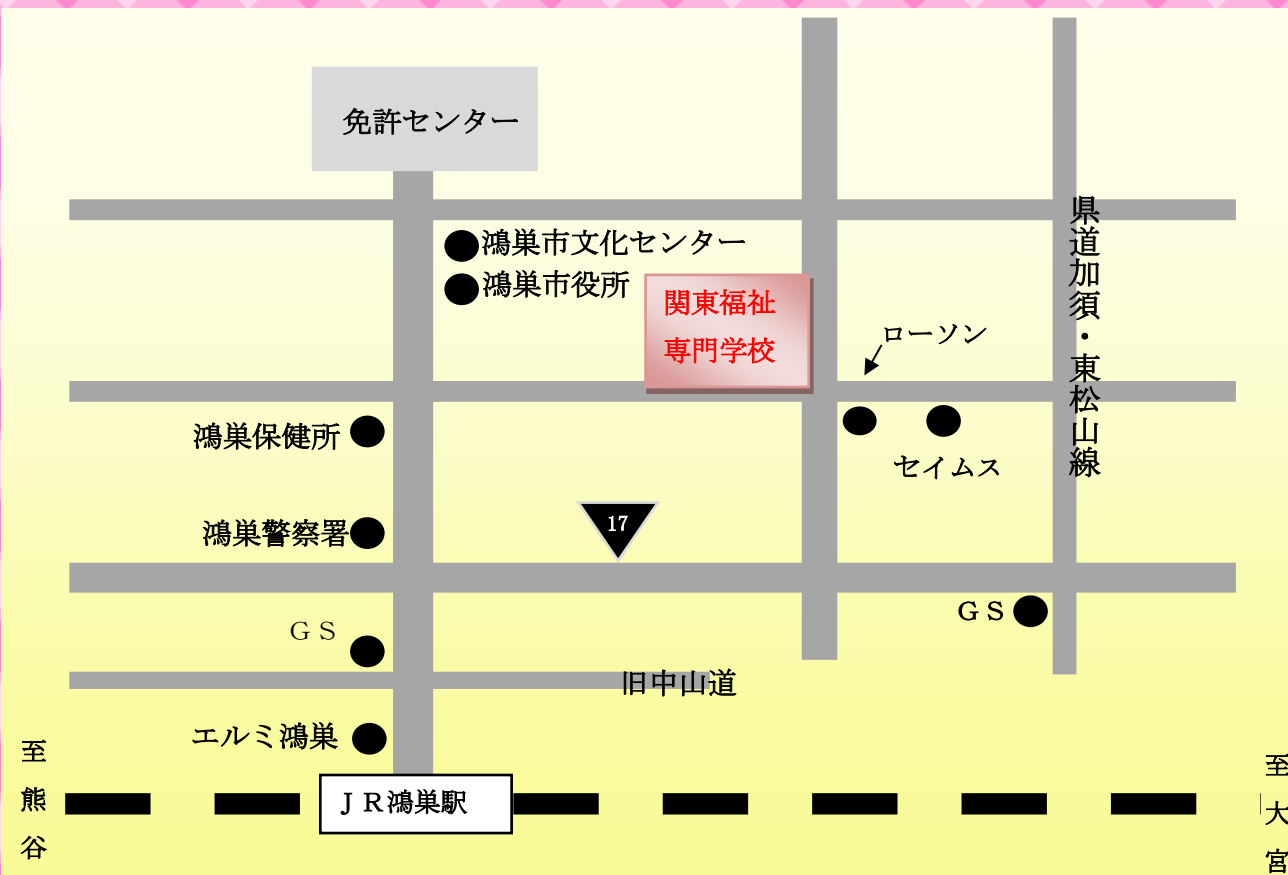 免許センター
県道加須・東松山線
鴻巣市文化センター
鴻巣市役所
関東福祉
専門学校
ローソン
鴻巣保健所
セイムス
17
鴻巣警察署
ＧＳ
ＧＳ
旧中山道
エルミ鴻巣
至熊谷
ＪＲ鴻巣駅
至大宮